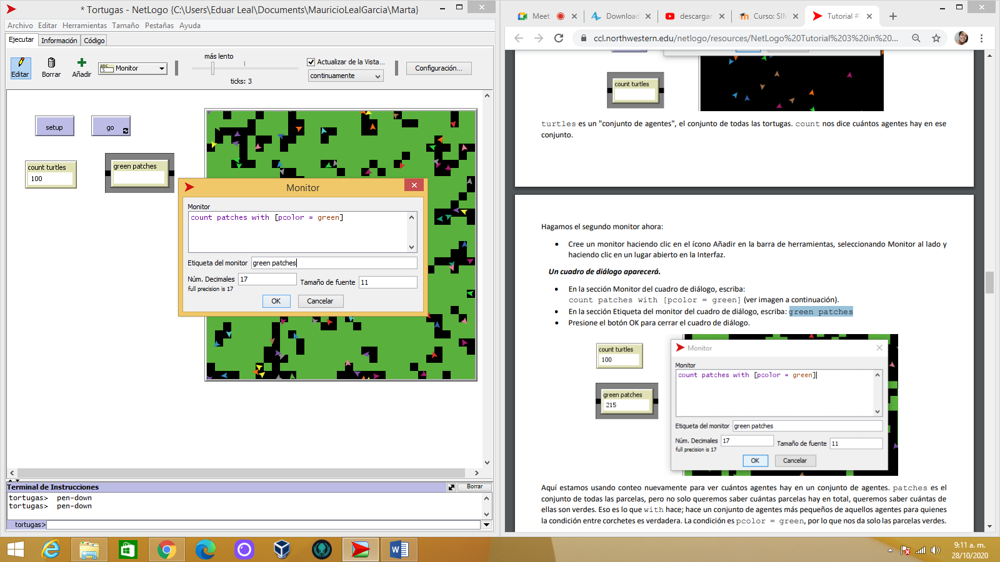 * Tortugas - NetLogo {C:\Users\Eduar Leal\Documents\MauricioLealGarcia\Marta}
Archivo Editar Herramientas Tamaño Pestañas Ayuda
Ejecutar Información Código
Editar Borrar Añadir
Monitor
más lento
ticks: 3
Actualizar de la Vista...
continuamente
Configuración...
setup
go
count turtles
100
green patches
Monitor
Monitor
count patches with [pcolor = green]
Etiqueta del monitor green patches
Núm. Decimales 17 Tamaño de fuente 11
full precision is 17
OK Cancelar
Terminal de Instrucciones
Borrar
tortugas> pen-down
tortugas> pen-down
tortugas>
Meet
Download
descargar
Curso: SIM
Tutorial #
ccl.northwestern.edu/netlogo/resources/NetLogo%20Tutorial%203%20in%20...
count turtles
turtles es un "conjunto de agentes", el conjunto de todas las tortugas. count nos dice cuántos agentes hay en ese
conjunto.
Hagamos el segundo monitor ahora:
• Cree un monitor haciendo clic en el ícono Añadir en la barra de herramientas, seleccionando Monitor al lado y
haciendo clic en un lugar abierto en la Interfaz.
Un cuadro de diálogo aparecerá.
• En la sección Monitor del cuadro de diálogo, escriba:
count patches with [pcolor = green] (ver imagen a continuación).
• En la sección Etiqueta del monitor del cuadro de diálogo, escriba: green patches
• Presione el botón OK para cerrar el cuadro de diálogo.
count turtles
100
green patches
215
Monitor
Monitor
count patches with [pcolor = green]
Etiqueta del monitor green patches
Núm. Decimales 17 Tamaño de fuente 11
full precision is 17
OK Cancelar
Aquí estamos usando conteo nuevamente para ver cuántos agentes hay en un conjunto de agentes. patches es el
conjunto de todas las parcelas, pero no solo queremos saber cuántas parcelas hay en total, queremos saber cuántas de
ellas son verdes. Eso es lo que with hace; hace un conjunto de agentes más pequeños de aquellos agentes para quienes
la condición entre corchetes es verdadera. La condición es pcolor = green, por lo que nos da solo las parcelas verdes.
9:11 a. m.
28/10/2020